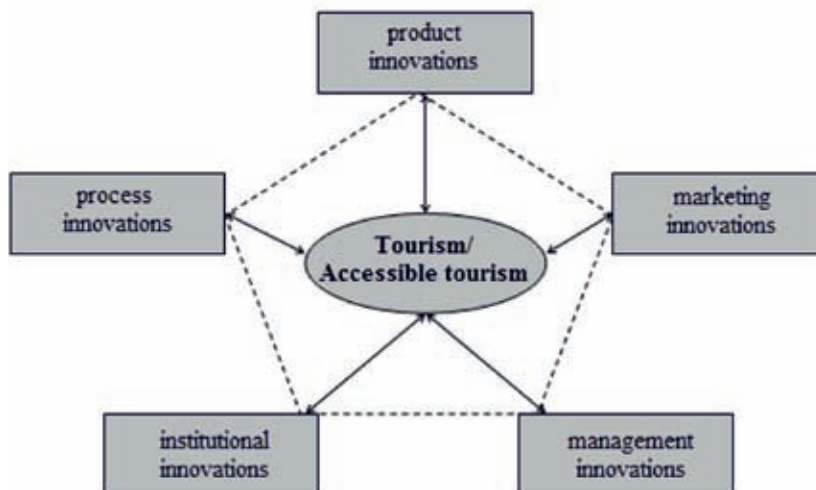 product
innovations
process
innovations
marketing
innovations
Tourism/
Accessible tourism
institutional
innovations
management
innovations